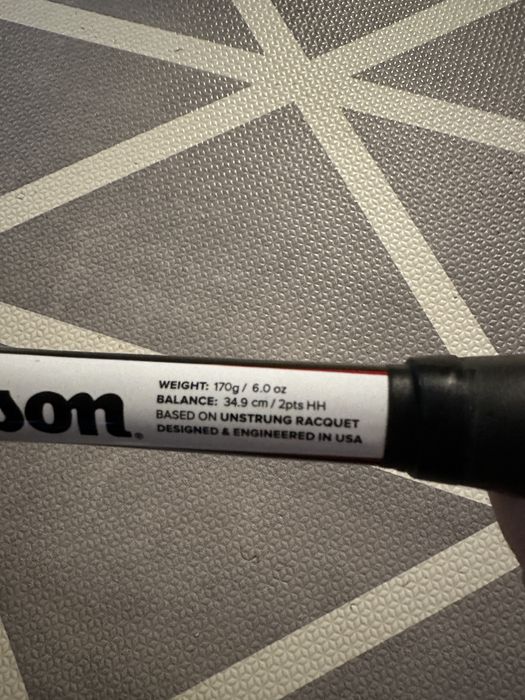 son®
WEIGHT: 170g / 6.0 oz
BALANCE: 34.9 cm / 2pts HH
BASED ON UNSTRUNG RACQUET
DESIGNED & ENGINEERED IN USA